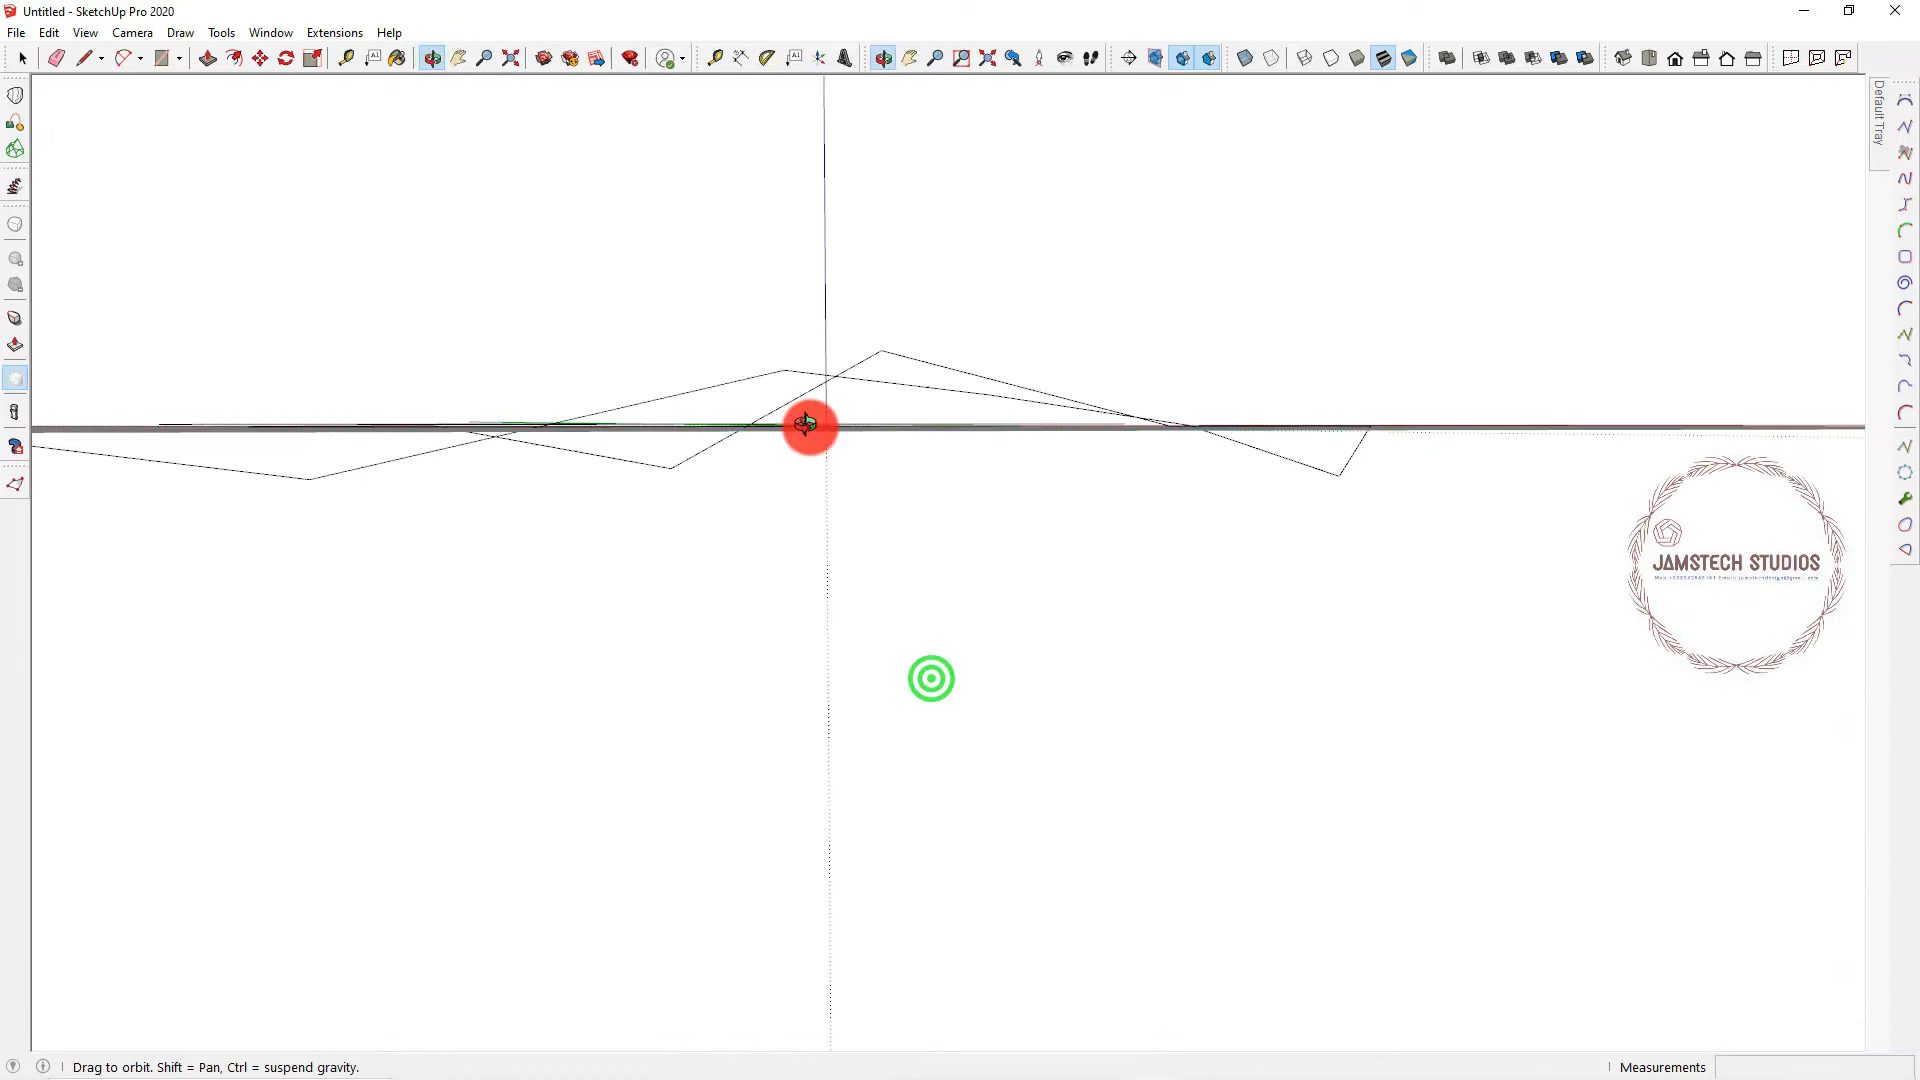 Untitled - SketchUp Pro 2020
File Edit View Camera Draw Tools Window Extensions Help
Default Tray
JAMSTECH STUDIOS
Drag to orbit. Shift = Pan, Ctrl = suspend gravity.
Measurements